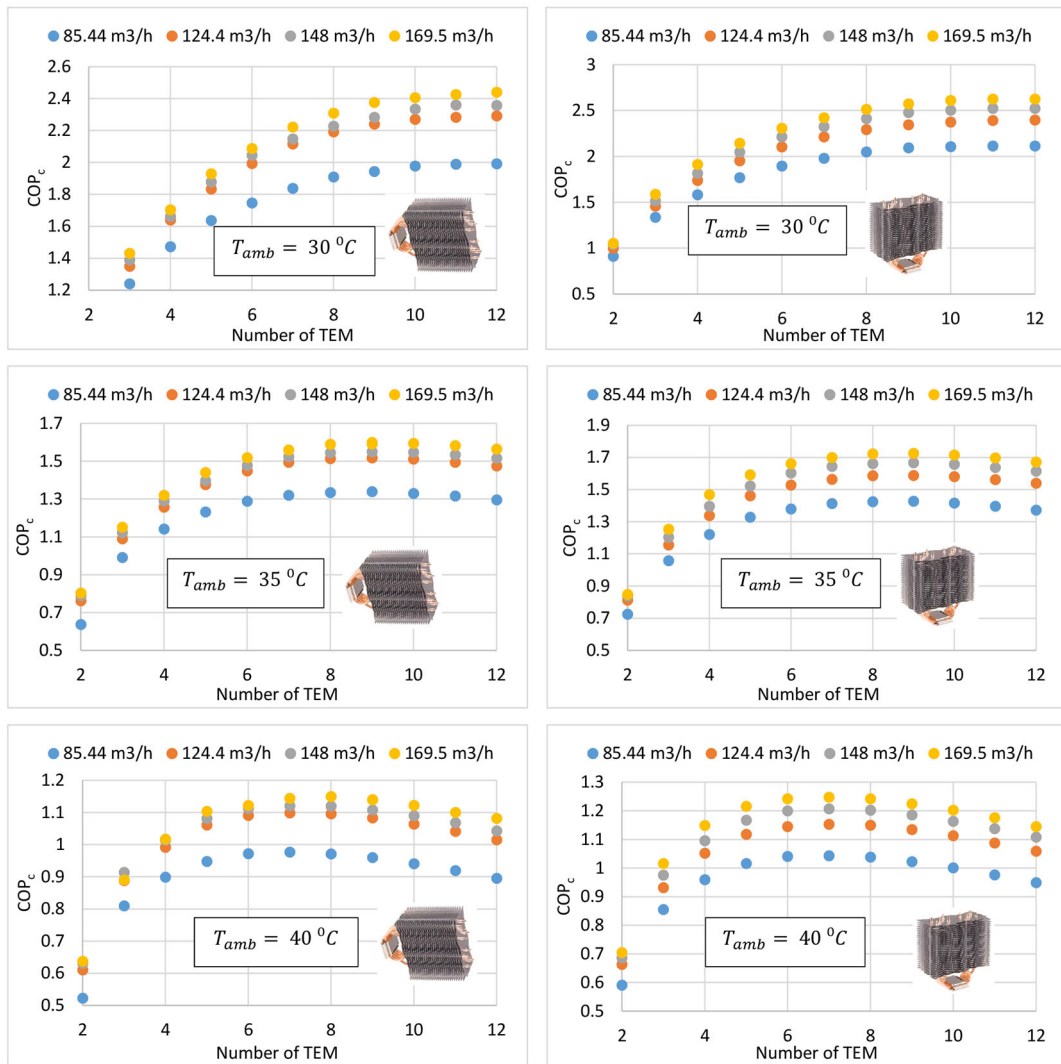 85.44 m3/h 124.4 m3/h 148 m3/h 169.5 m3/h
2.6
2.4
2.2
2
1.8
1.6
1.4
1.2
COPc
T_amb = 30 ⁰C
2 4 6 8 10 12
Number of TEM
85.44 m3/h 124.4 m3/h 148 m3/h 169.5 m3/h
3
2.5
2
1.5
1
0.5
COPc
T_amb = 30 ⁰C
2 4 6 8 10 12
Number of TEM
85.44 m3/h 124.4 m3/h 148 m3/h 169.5 m3/h
1.7
1.5
1.3
1.1
0.9
0.7
0.5
COPc
T_amb = 35 ⁰C
2 4 6 8 10 12
Number of TEM
85.44 m3/h 124.4 m3/h 148 m3/h 169.5 m3/h
1.9
1.7
1.5
1.3
1.1
0.9
0.7
0.5
COPc
T_amb = 35 ⁰C
2 4 6 8 10 12
Number of TEM
85.44 m3/h 124.4 m3/h 148 m3/h 169.5 m3/h
1.2
1.1
1
0.9
0.8
0.7
0.6
0.5
COPc
T_amb = 40 ⁰C
2 4 6 8 10 12
Number of TEM
85.44 m3/h 124.4 m3/h 148 m3/h 169.5 m3/h
1.3
1.2
1.1
1
0.9
0.8
0.7
0.6
0.5
COPc
T_amb = 40 ⁰C
2 4 6 8 10 12
Number of TEM